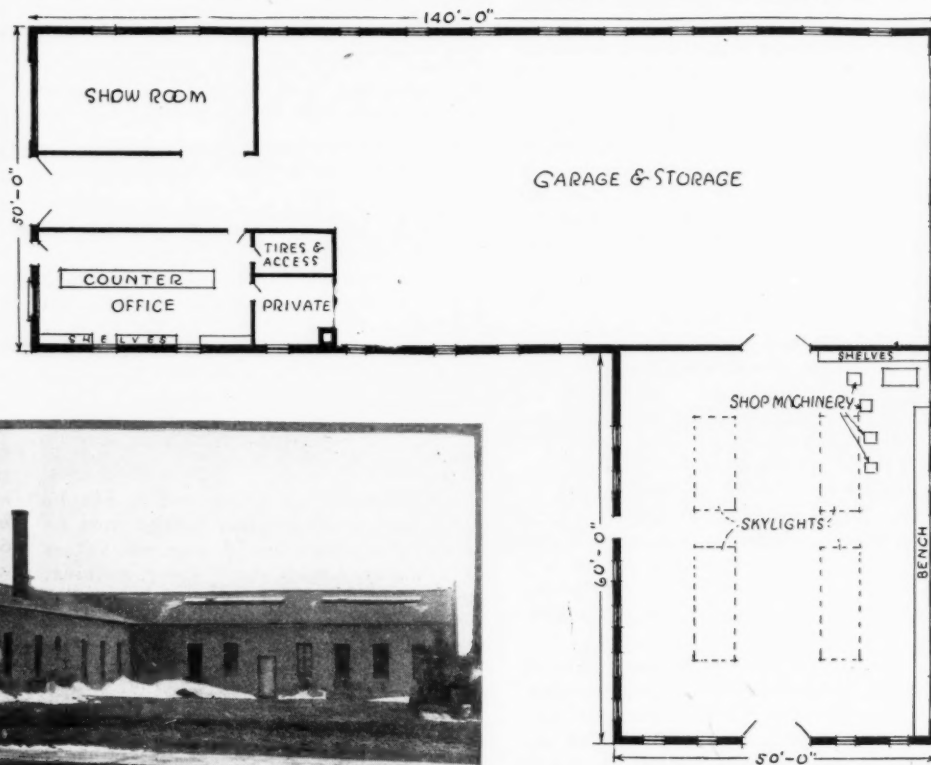 140'-0"
SHOW ROOM
50'-0"
GARAGE & STORAGE
TIRES &
ACCESS
COUNTER
OFFICE
PRIVATE
SHELVES
SHELVES
SHOP MACHINERY
SKYLIGHTS
BENCH
60'-0"
50'-0"